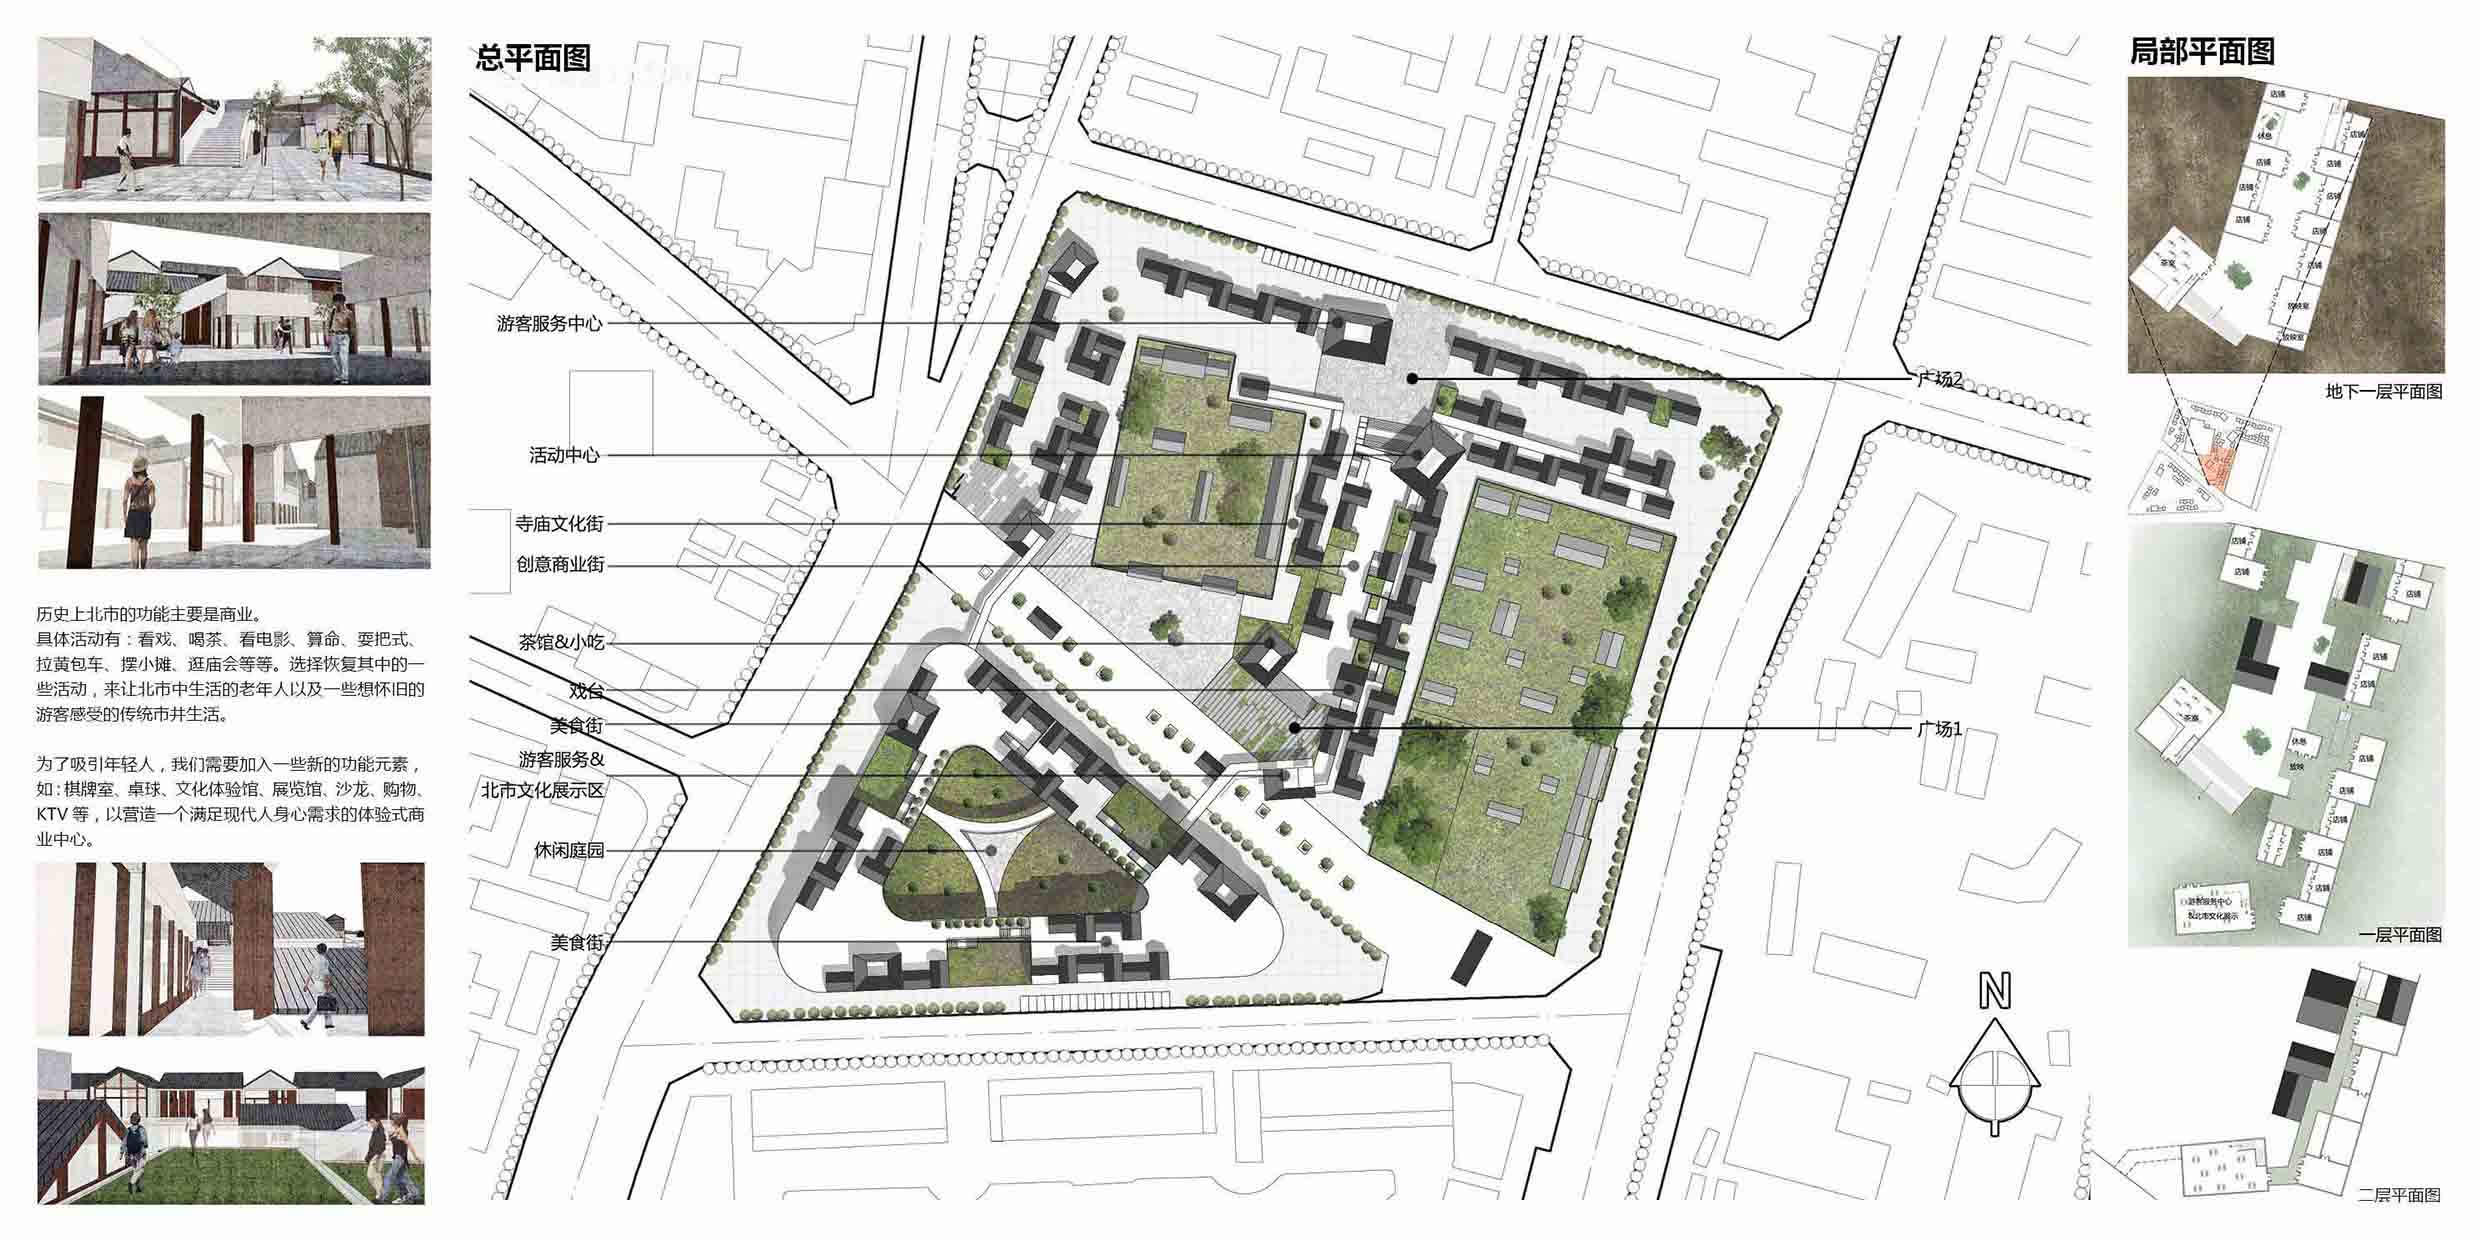 总平面图
局部平面图
历史上北市的功能主要是商业。
具体活动有：看戏、喝茶、看电影、算命、耍把式、
拉黄包车、摆小摊、逛庙会等等。选择恢复其中的一
些活动，来让北市中生活的老年人以及一些想怀旧的
游客感受的传统市井生活。
为了吸引年轻人，我们需要加入一些新的功能元素，
如：棋牌室、桌球、文化体验馆、展览馆、沙龙、购物、
KTV 等，以营造一个满足现代人身心需求的体验式商
业中心。
游客服务中心
活动中心
寺庙文化街
创意商业街
茶馆&小吃
戏台
美食街
游客服务&
北市文化展示区
休闲庭园
美食街
广场2
广场1
N
店铺
休息
店铺
店铺
店铺
店铺
店铺
店铺
店铺
店铺
茶室
放映室
放映室
地下一层平面图
店铺
店铺
店铺
店铺
店铺
茶室
休息
放映
店铺
店铺
店铺
店铺
店铺
店铺
游客服务中心
&北市文化展示
一层平面图
二层平面图